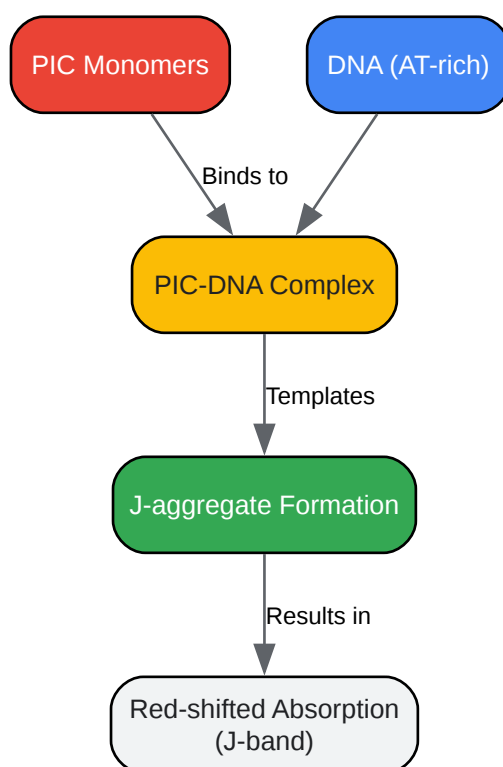 PIC Monomers
DNA (AT-rich)
Binds to
PIC-DNA Complex
Templates
J-aggregate Formation
Results in
Red-shifted Absorption
(J-band)